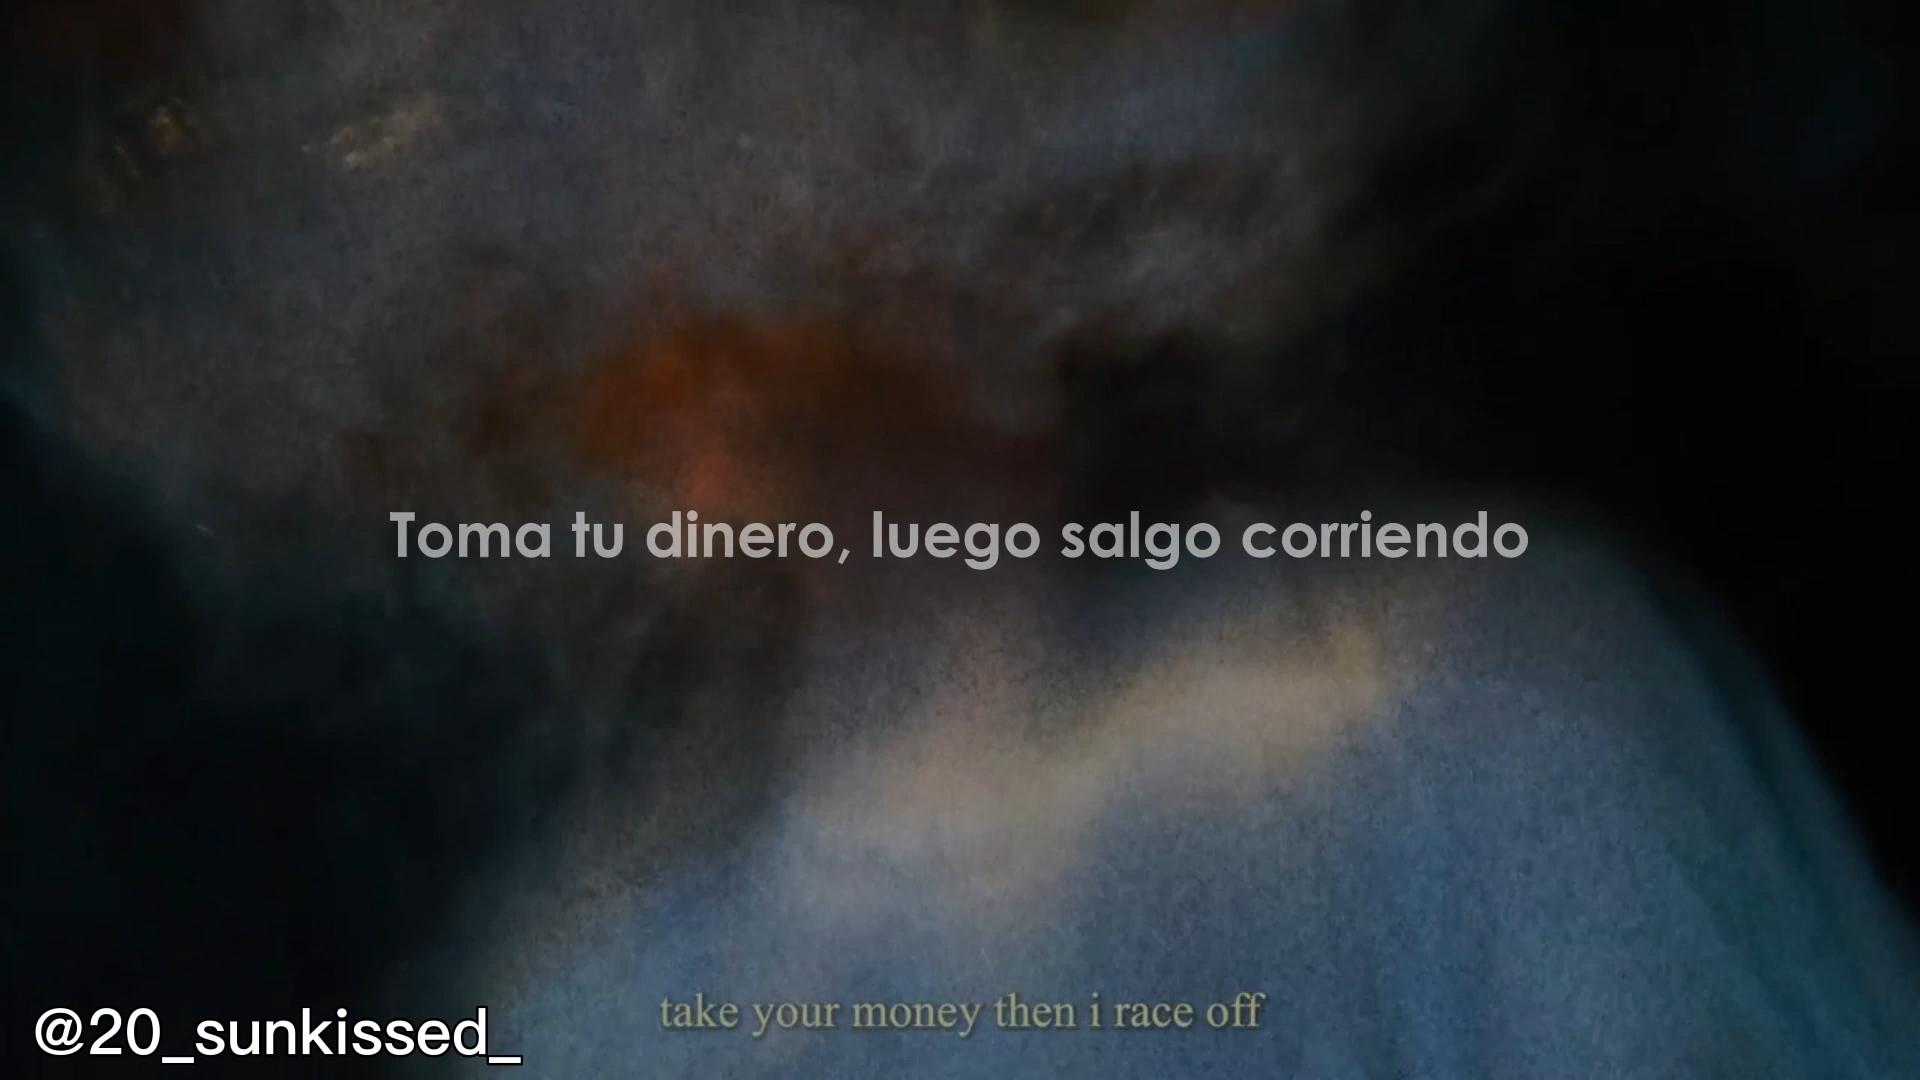 Toma tu dinero, luego salgo corriendo
take your money then i race off
@20_sunkissed_